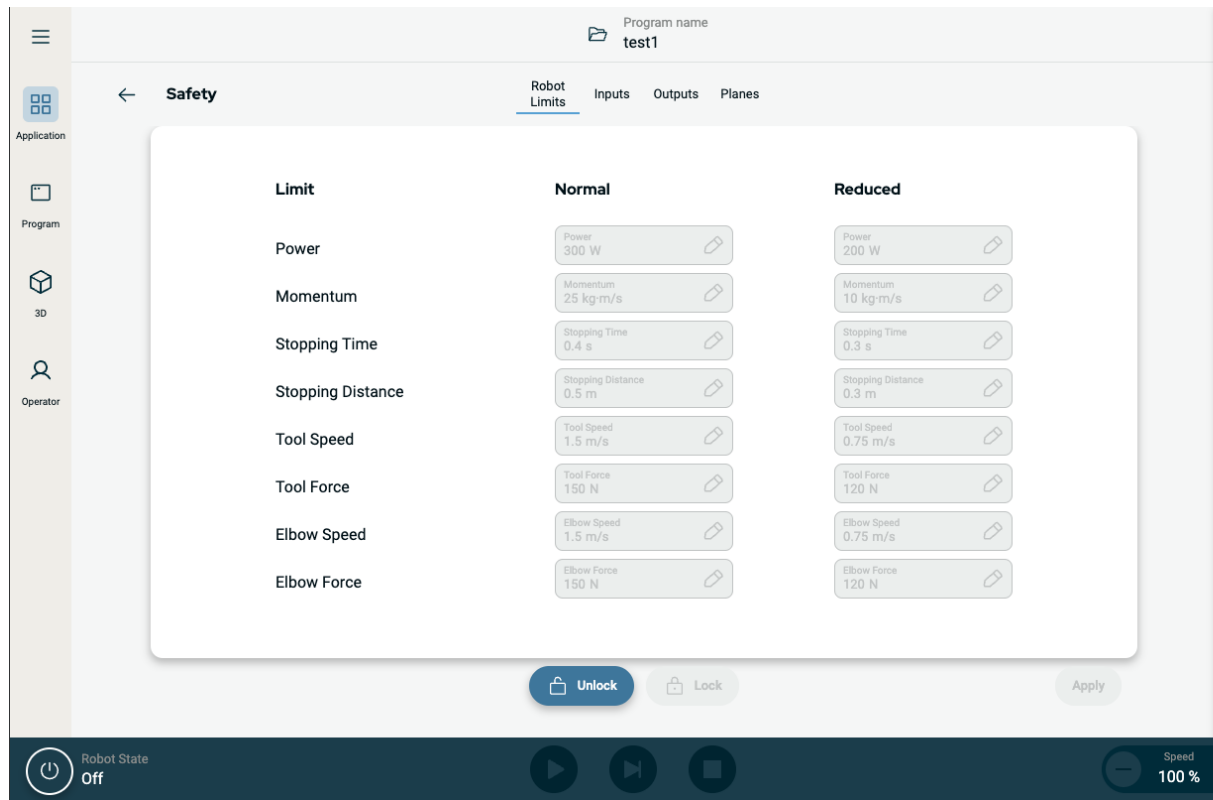 Program name
test1
Application
Program
3D
Operator
Safety
Robot
Limits
Inputs
Outputs
Planes
Limit
Normal
Reduced
Power
Power
300 W
Power
200 W
Momentum
Momentum
25 kg·m/s
Momentum
10 kg·m/s
Stopping Time
Stopping Time
0.4 s
Stopping Time
0.3 s
Stopping Distance
Stopping Distance
0.5 m
Stopping Distance
0.3 m
Tool Speed
Tool Speed
1.5 m/s
Tool Speed
0.75 m/s
Tool Force
Tool Force
150 N
Tool Force
120 N
Elbow Speed
Elbow Speed
1.5 m/s
Elbow Speed
0.75 m/s
Elbow Force
Elbow Force
150 N
Elbow Force
120 N
Unlock
Lock
Apply
Robot State
Off
Speed
100 %